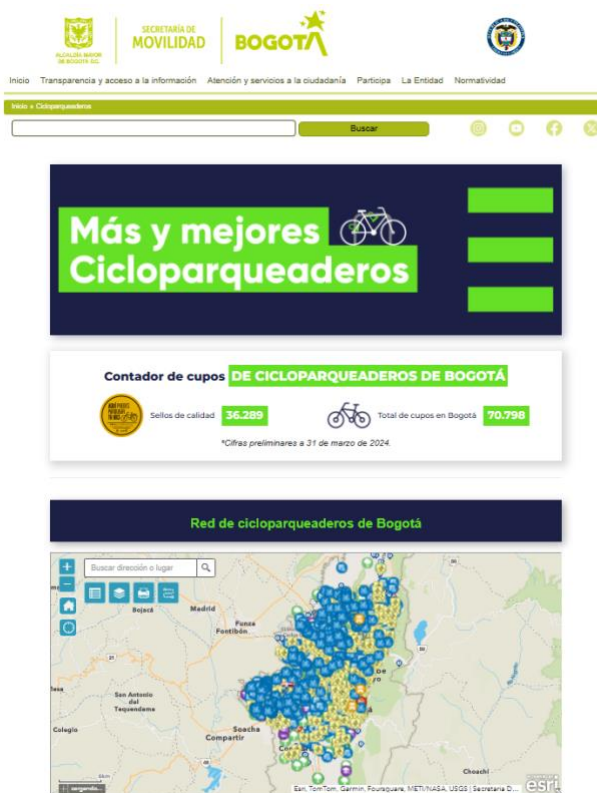 ALCALDÍA MAYOR
DE BOGOTÁ D.C.
SECRETARÍA DE
MOVILIDAD
BOGOTÁ
Inicio Transparencia y acceso a la información Atención y servicios a la ciudadanía Participa La Entidad Normatividad
Inicio » Cicloparqueaderos
Buscar
Más y mejores
Cicloparqueaderos
Contador de cupos DE CICLOPARQUEADEROS DE BOGOTÁ
Sellos de calidad 36.289 Total de cupos en Bogotá 70.798
*Cifras preliminares a 31 de marzo de 2024.
Red de cicloparqueaderos de Bogotá
+
Buscar dirección o lugar
−
Bojacá
Madrid
Funza
Fontibón
San Antonio
del
Tequendama
Colegio
Soacha
Compartir
Choachí
Esri, TomTom, Garmin, Foursquare, METI/NASA, USGS | Secretaria D...
esri